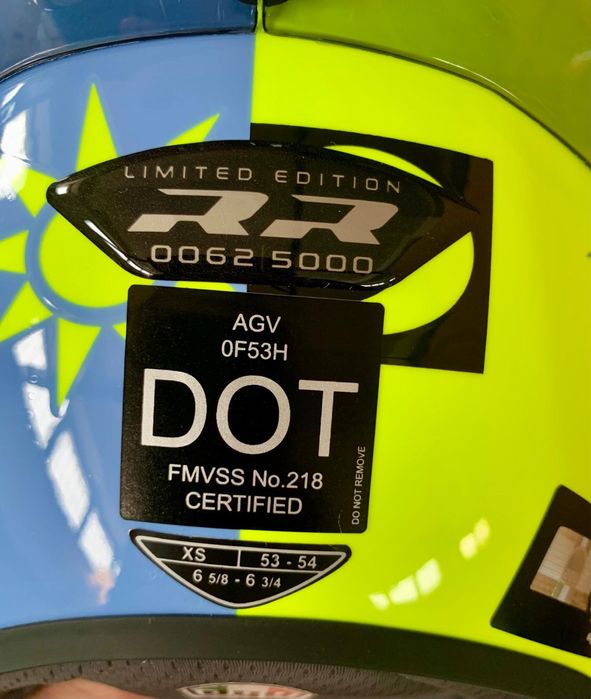 LIMITED EDITION
RR
0062 | 5000
AGV
0F53H
DOT
FMVSS No.218
CERTIFIED
DO NOT REMOVE
XS 53 - 54
6 5/8 - 6 3/4